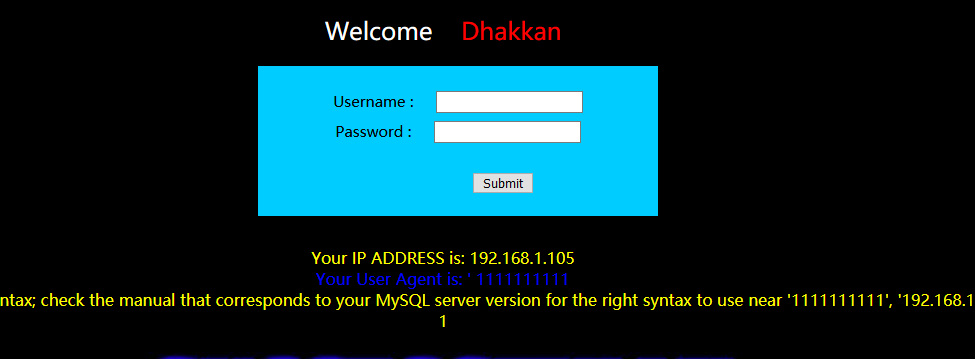 Welcome Dhakkan
Username :
Password :
Submit
Your IP ADDRESS is: 192.168.1.105
Your User Agent is: ' 1111111111
ntax; check the manual that corresponds to your MySQL server version for the right syntax to use near '1111111111', '192.168.1
1